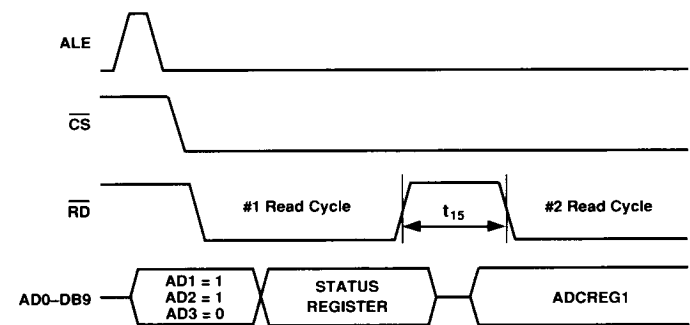 ALE
CS
RD
#1 Read Cycle
t15
#2 Read Cycle
AD0–DB9
AD1 = 1
AD2 = 1
AD3 = 0
STATUS
REGISTER
ADCREG1